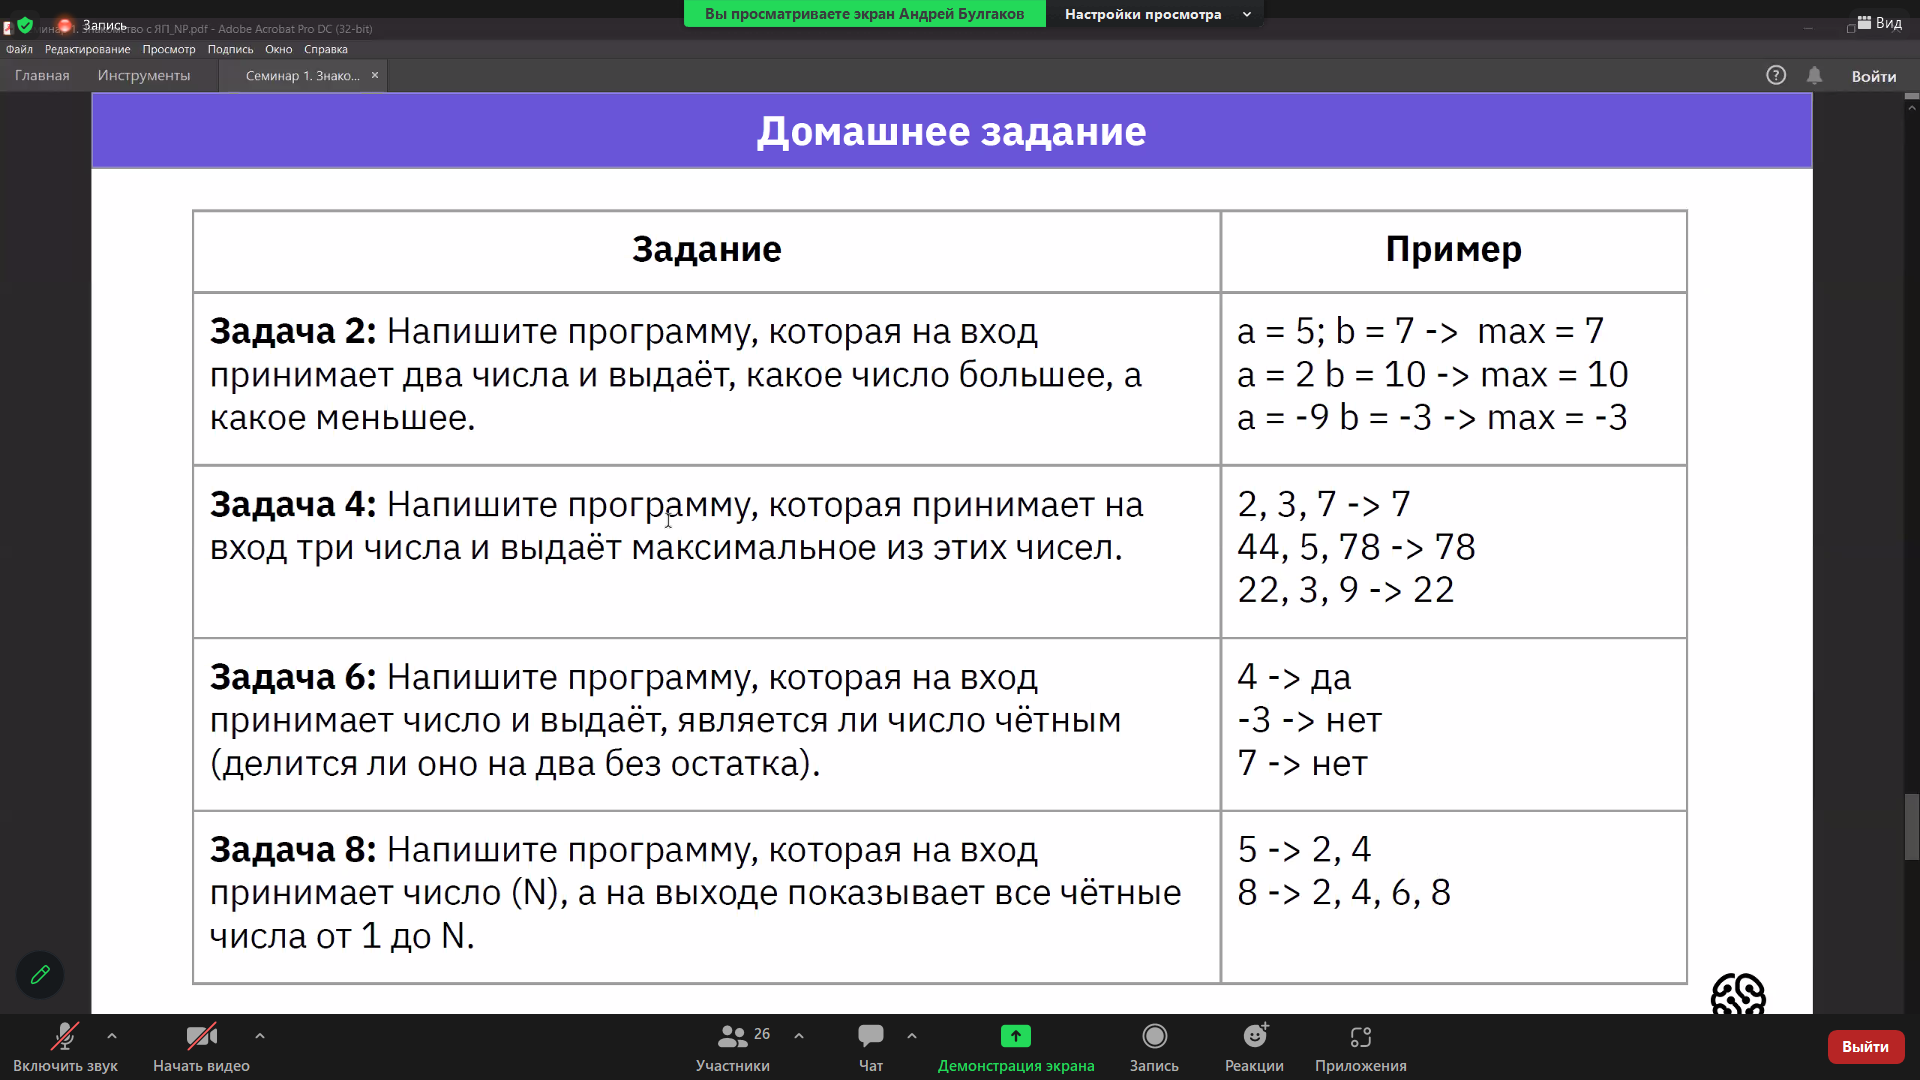 Запись
Вы просматриваете экран Андрей Булгаков
Настройки просмотра
Вид
Знакомство с ЯП_NP.pdf - Adobe Acrobat Pro DC (32-bit)
Файл Редактирование Просмотр Подпись Окно Справка
Главная Инструменты Семинар 1. Знако... × Войти
Домашнее задание
Задание
Пример
Задача 2: Напишите программу, которая на вход
принимает два числа и выдаёт, какое число большее, а
какое меньшее.
a = 5; b = 7 -> max = 7
a = 2 b = 10 -> max = 10
a = -9 b = -3 -> max = -3
Задача 4: Напишите программу, которая принимает на
вход три числа и выдаёт максимальное из этих чисел.
2, 3, 7 -> 7
44, 5, 78 -> 78
22, 3, 9 -> 22
Задача 6: Напишите программу, которая на вход
принимает число и выдаёт, является ли число чётным
(делится ли оно на два без остатка).
4 -> да
-3 -> нет
7 -> нет
Задача 8: Напишите программу, которая на вход
принимает число (N), а на выходе показывает все чётные
числа от 1 до N.
5 -> 2, 4
8 -> 2, 4, 6, 8
26
Включить звук
Начать видео
Участники
Чат
Демонстрация экрана
Запись
Реакции
Приложения
Выйти